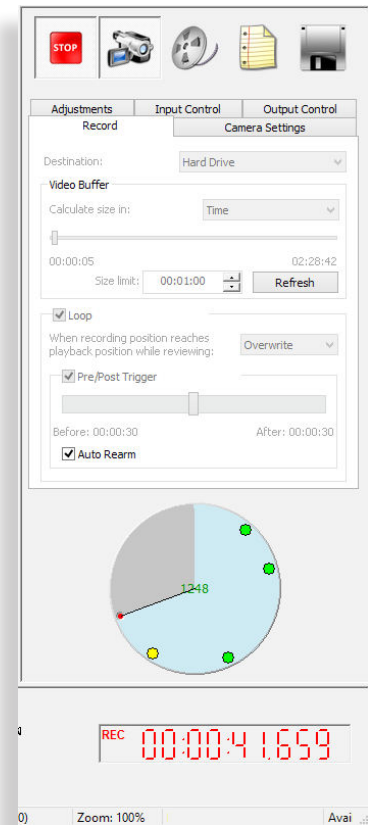 STOP
Adjustments Input Control Output Control
Record Camera Settings
Destination: Hard Drive
Video Buffer
Calculate size in: Time
00:00:05 02:28:42
Size limit: 00:01:00 Refresh
Loop
When recording position reaches
playback position while reviewing: Overwrite
Pre/Post Trigger
Before: 00:00:30 After: 00:00:30
Auto Rearm
1248
REC 00:00:41.659
0) Zoom: 100% Avai